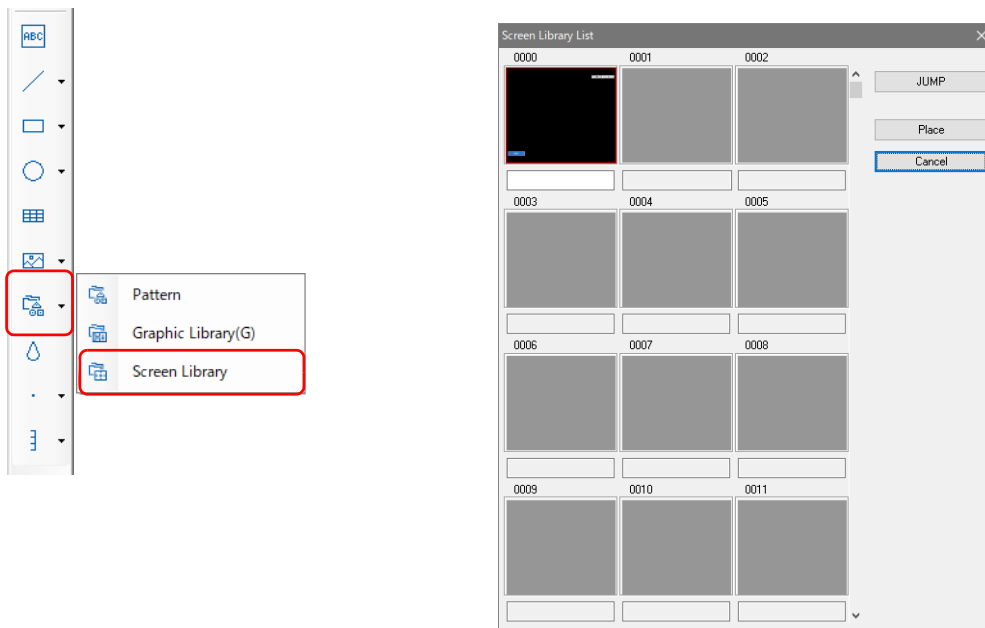 ABC
Pattern
Graphic Library(G)
Screen Library
Screen Library List
0000 0001 0002
JUMP
Place
Cancel
0003 0004 0005
0006 0007 0008
0009 0010 0011